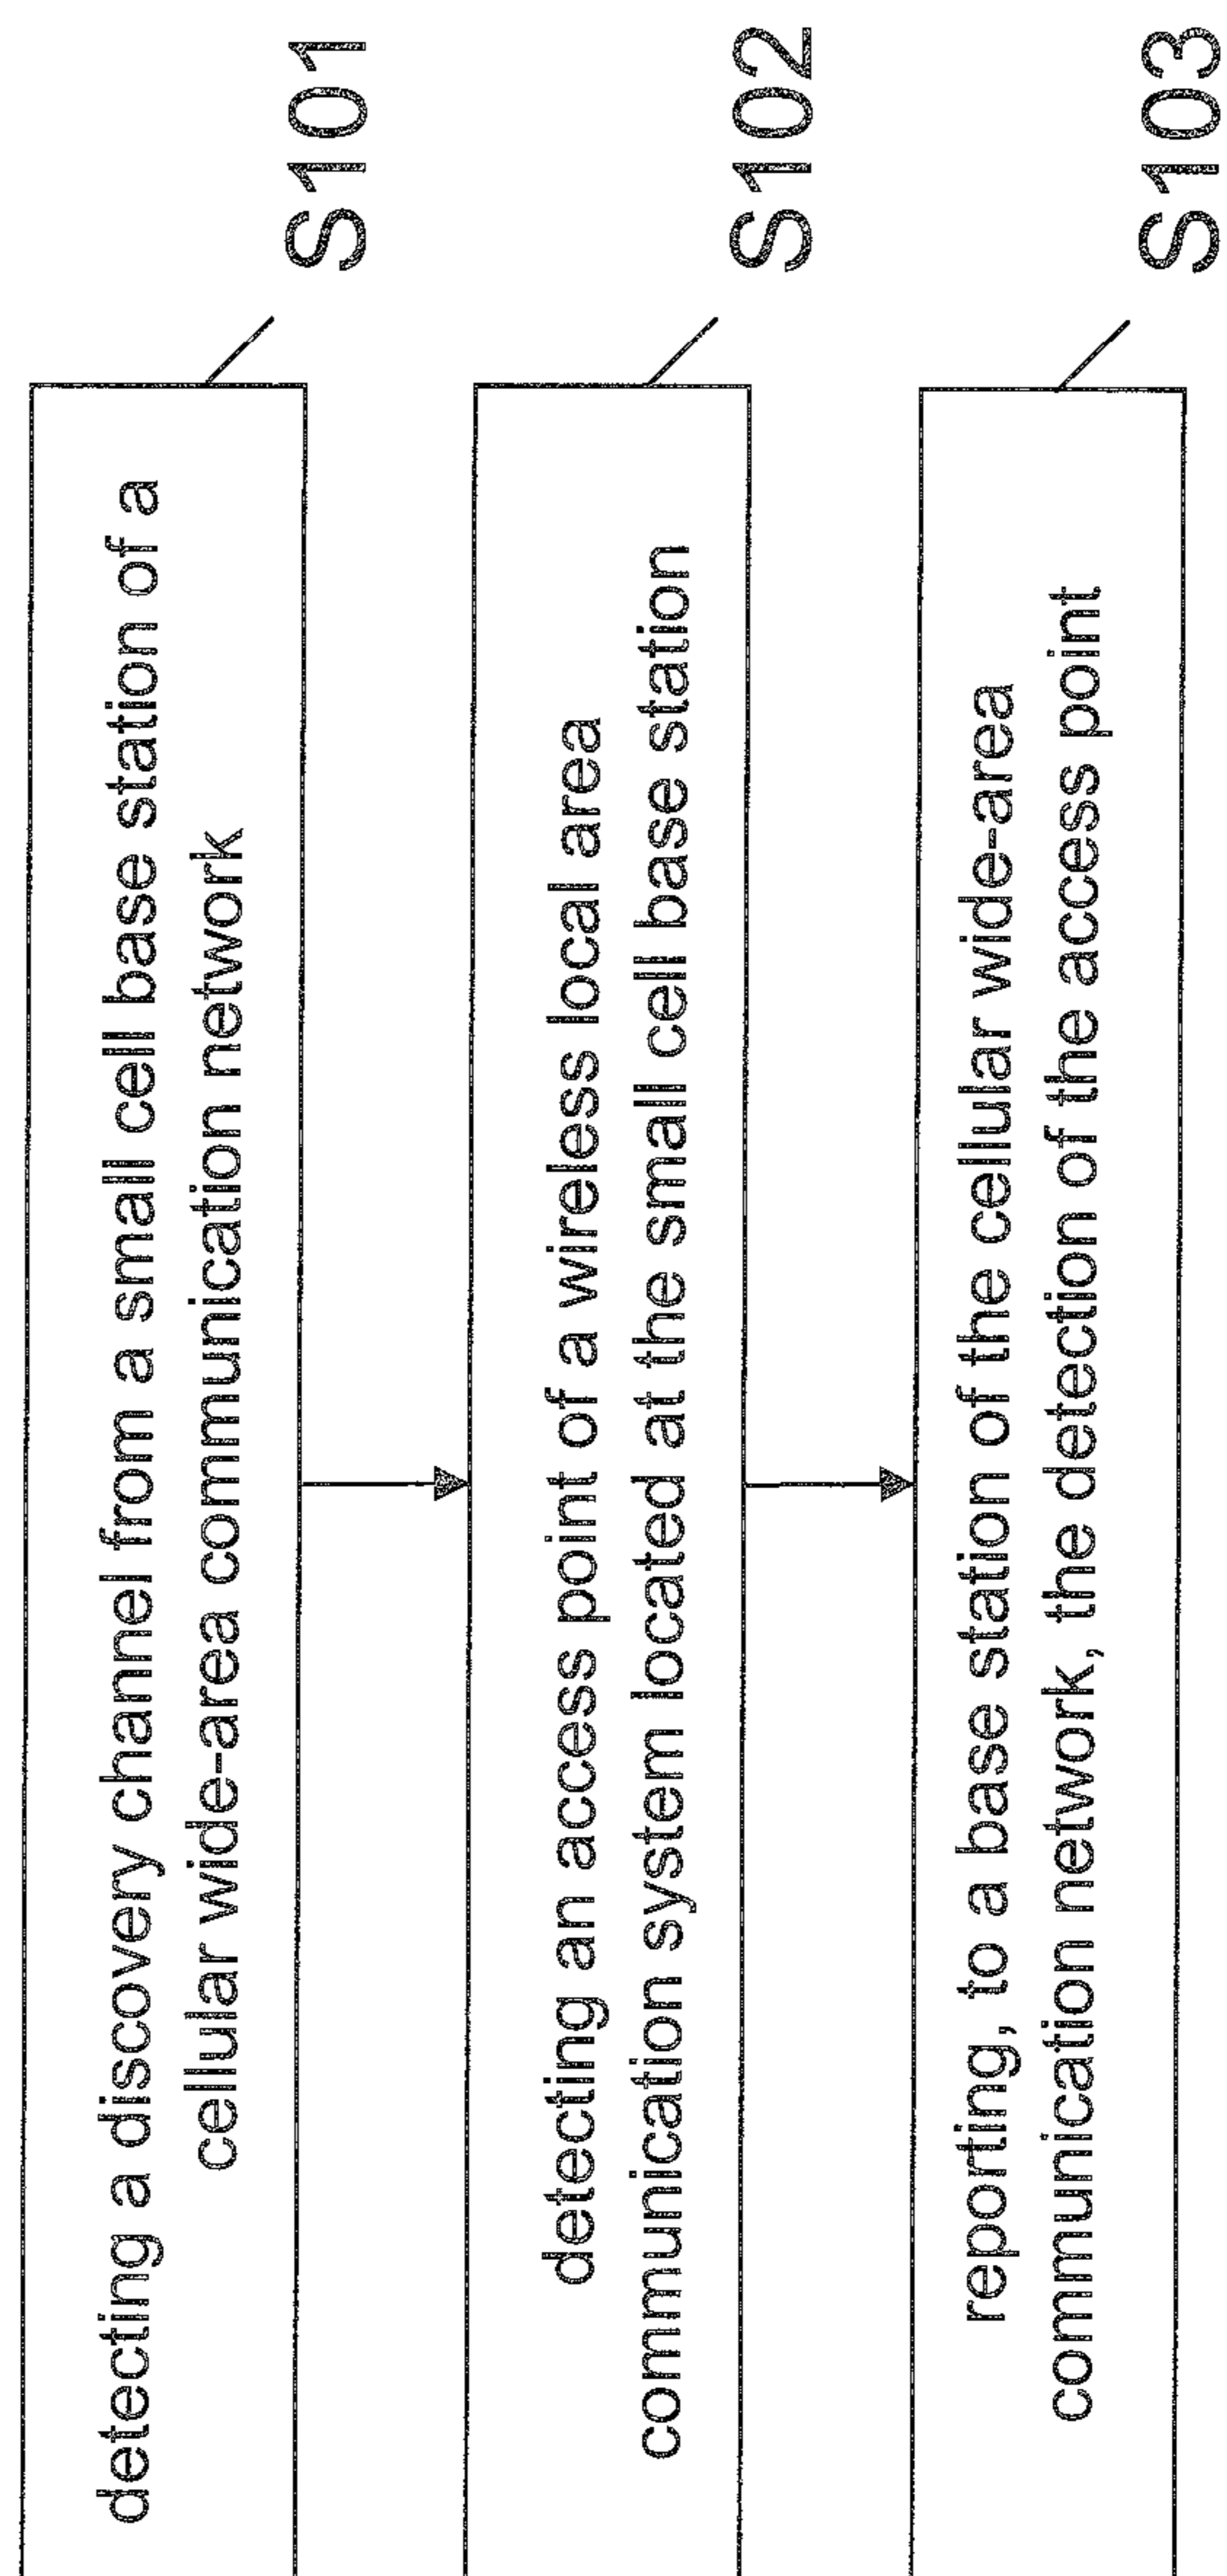 detecting a discovery channel from a small cell base station of a
cellular wide-area communication network
S101
detecting an access point of a wireless local area
communication system located at the small cell base station
S102
reporting, to a base station of the cellular wide-area
communication network, the detection of the access point
S103